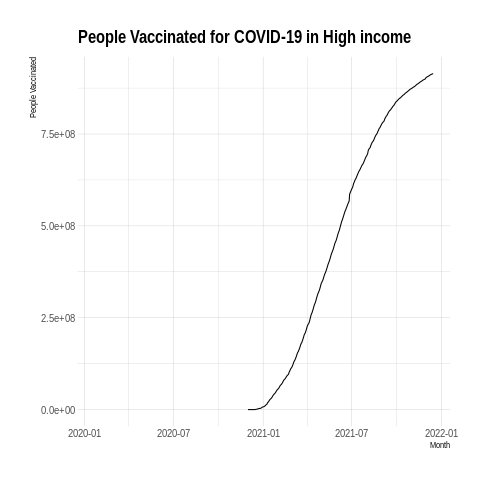 People Vaccinated for COVID-19 in High income
People Vaccinated
7.5e+08
5.0e+08
2.5e+08
0.0e+00
2020-01 2020-07 2021-01 2021-07 2022-01
Month